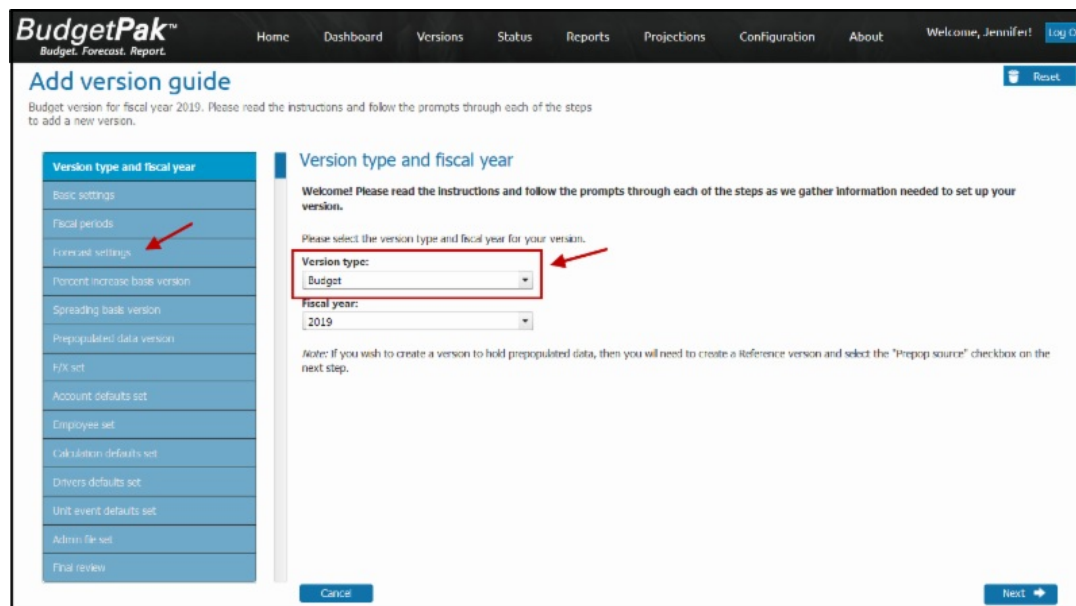 BudgetPak™
Budget. Forecast. Report.
Home Dashboard Versions Status Reports Projections Configuration About Welcome, Jennifer! Log O
Add version guide
Reset
Budget version for fiscal year 2019. Please read the instructions and follow the prompts through each of the steps
to add a new version.
Version type and fiscal year
Basic settings
Fiscal periods
Forecast settings
Percent increase basis version
Spreading basis version
Prepopulated data version
F/X set
Account defaults set
Employee set
Calculation defaults set
Drivers defaults set
Unit event defaults set
Admin file set
Final review
Version type and fiscal year
Welcome! Please read the instructions and follow the prompts through each of the steps as we gather information needed to set up your
version.
Please select the version type and fiscal year for your version.
Version type:
Budget
Fiscal year:
2019
Note: If you wish to create a version to hold prepopulated data, then you will need to create a Reference version and select the "Prepop source" checkbox on the
next step.
Cancel
Next